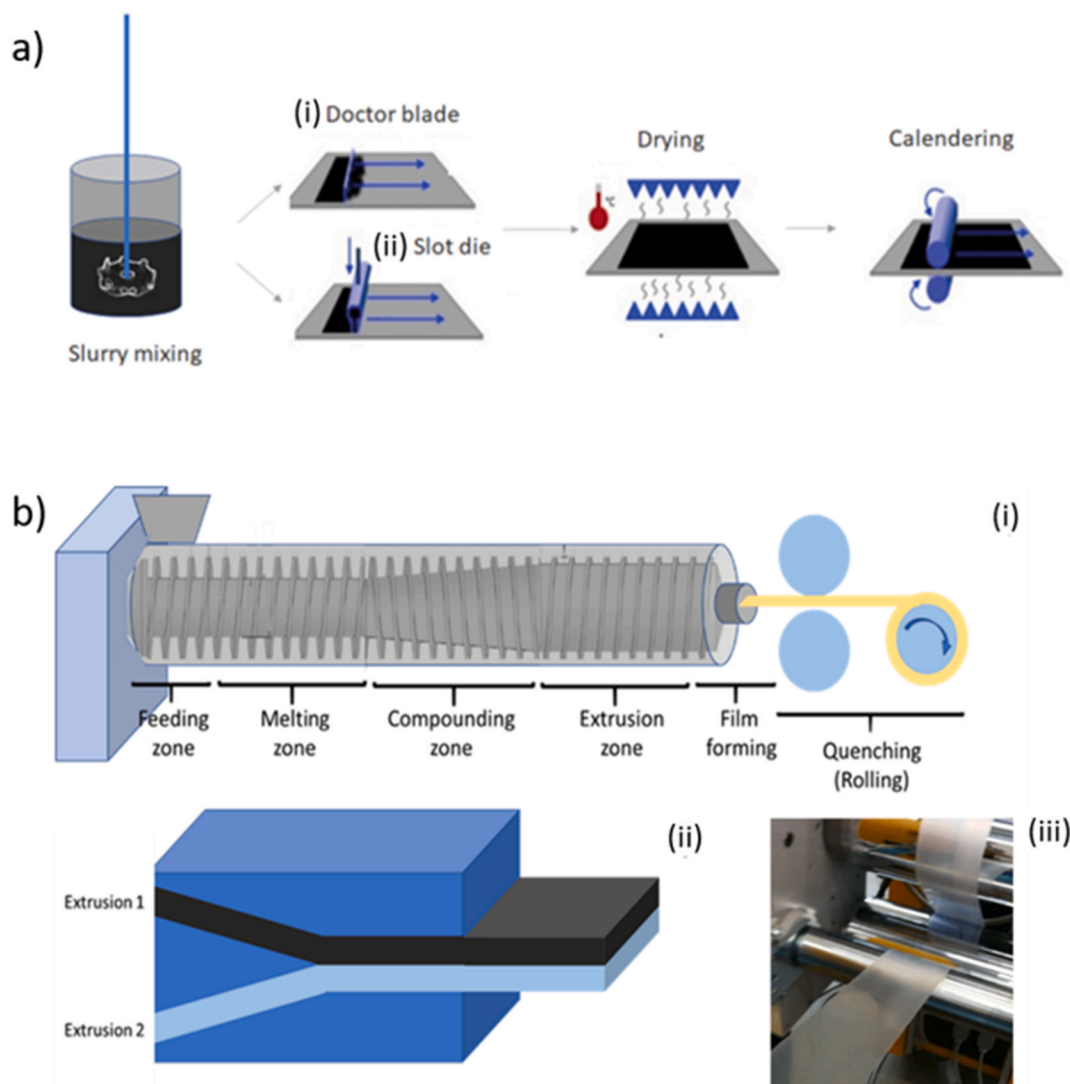 a)
(i) Doctor blade
(ii) Slot die
Slurry mixing
Drying
°C
Calendering
b)
(i)
Feeding
zone
Melting
zone
Compounding
zone
Extrusion
zone
Film
forming
Quenching
(Rolling)
(ii)
Extrusion 1
Extrusion 2
(iii)